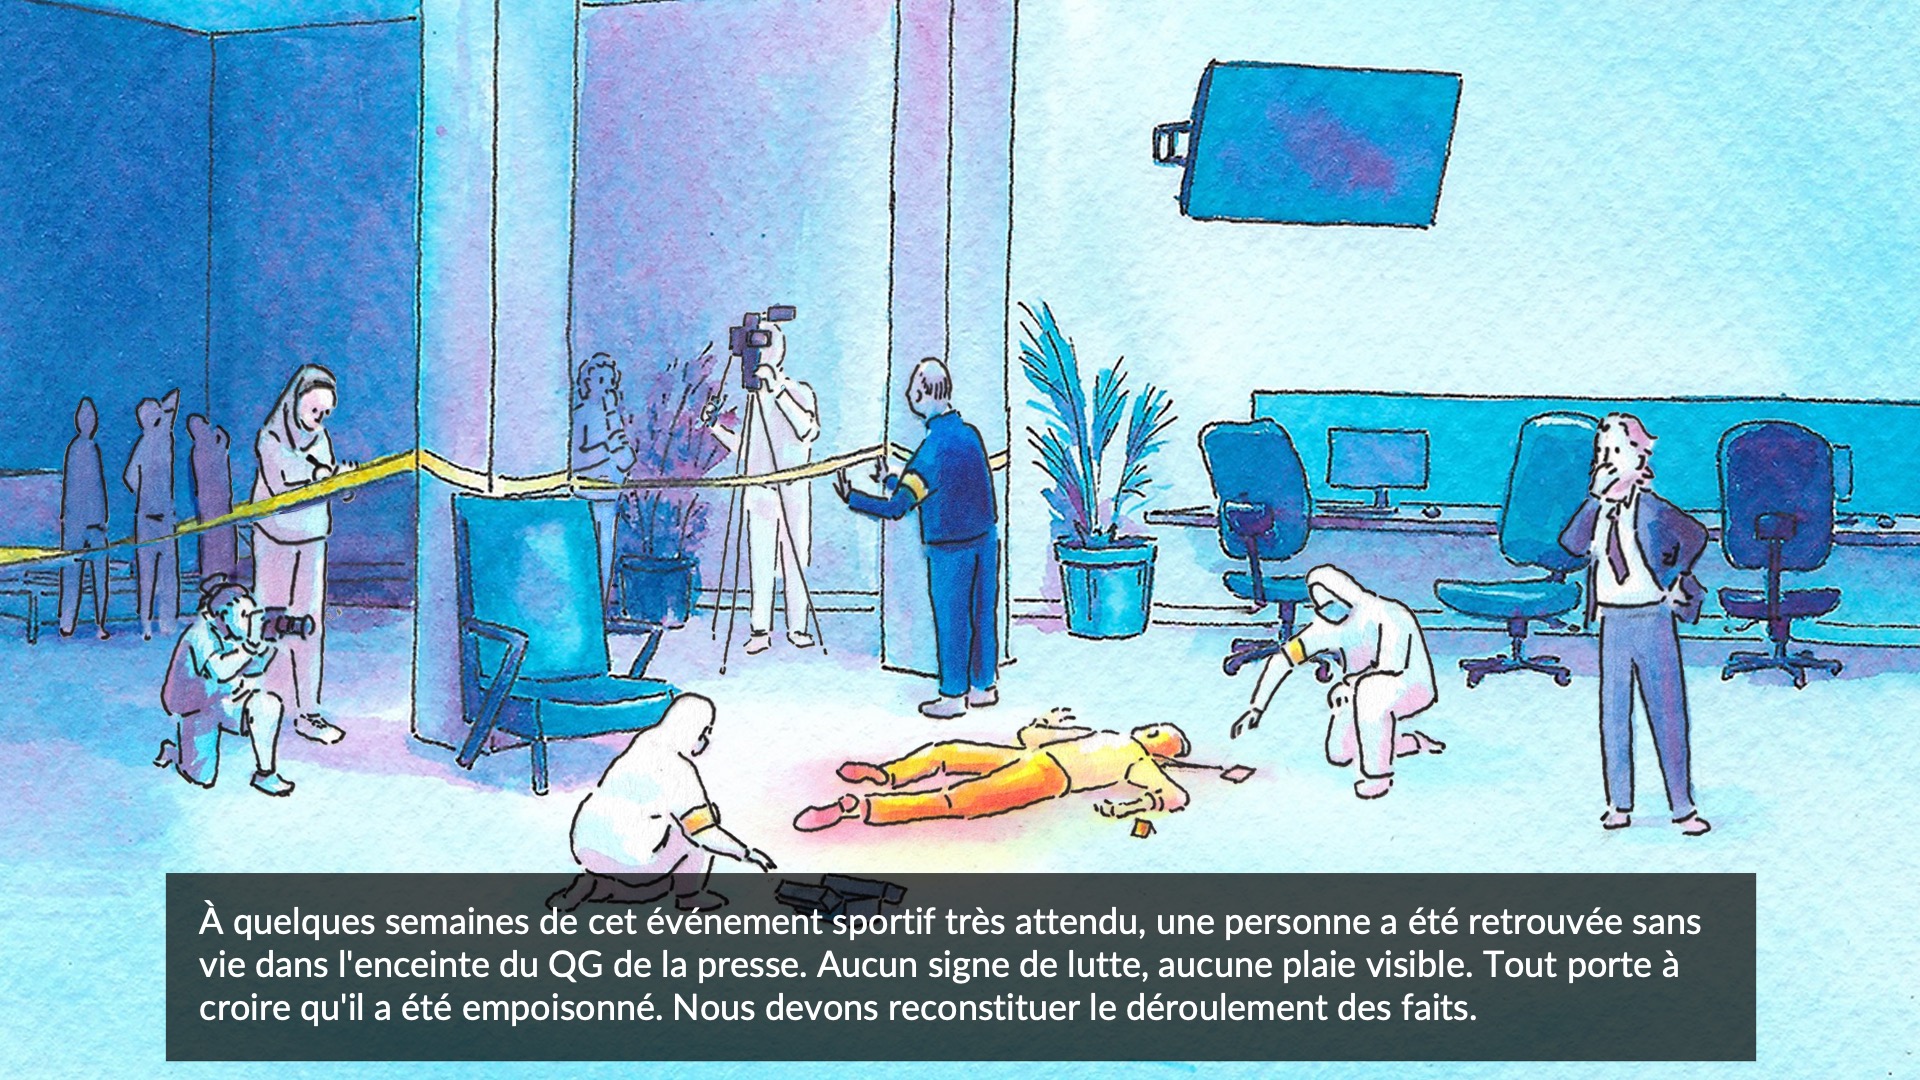 À quelques semaines de cet événement sportif très attendu, une personne a été retrouvée sans
vie dans l'enceinte du QG de la presse. Aucun signe de lutte, aucune plaie visible. Tout porte à
croire qu'il a été empoisonné. Nous devons reconstituer le déroulement des faits.